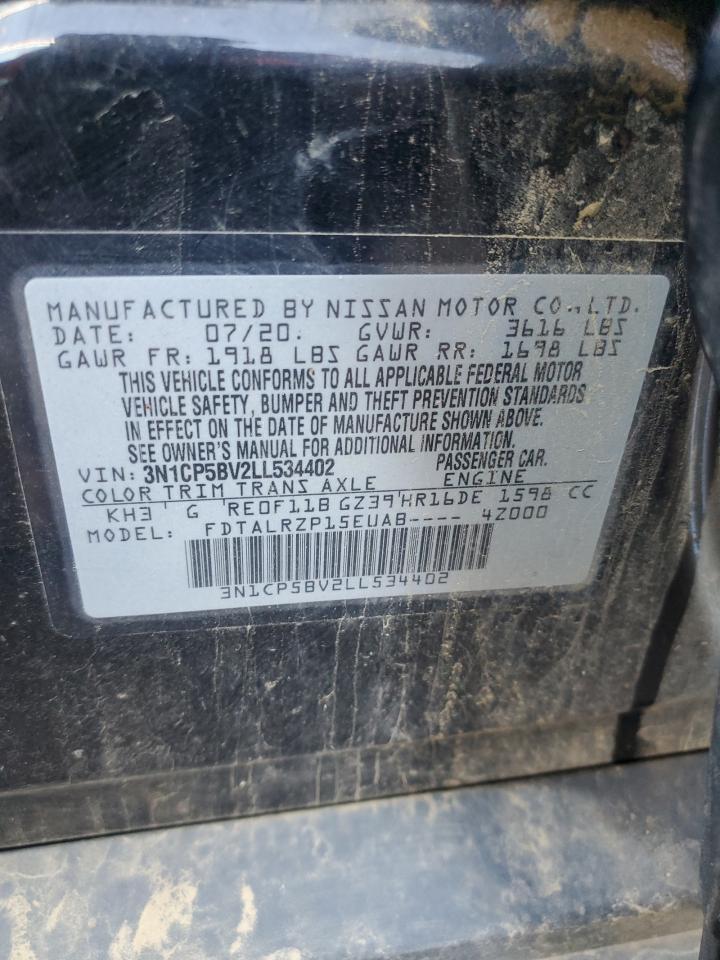 MANUFACTURED BY NISSAN MOTOR CO.,LTD.
DATE: 07/20. GVWR: 3616 LBS
GAWR FR: 1918 LBS GAWR RR: 1698 LBS
THIS VEHICLE CONFORMS TO ALL APPLICABLE FEDERAL MOTOR
VEHICLE SAFETY, BUMPER AND THEFT PREVENTION STANDARDS
IN EFFECT ON THE DATE OF MANUFACTURE SHOWN ABOVE.
SEE OWNER'S MANUAL FOR ADDITIONAL INFORMATION.
VIN: 3N1CP5BV2LL534402 PASSENGER CAR.
COLOR TRIM TRANS AXLE ENGINE
KH3 G RE0F11B GZ39 HR16DE 1598 CC
MODEL: FDTALRZP15EUAB---- 4Z000
3N1CP5BV2LL534402